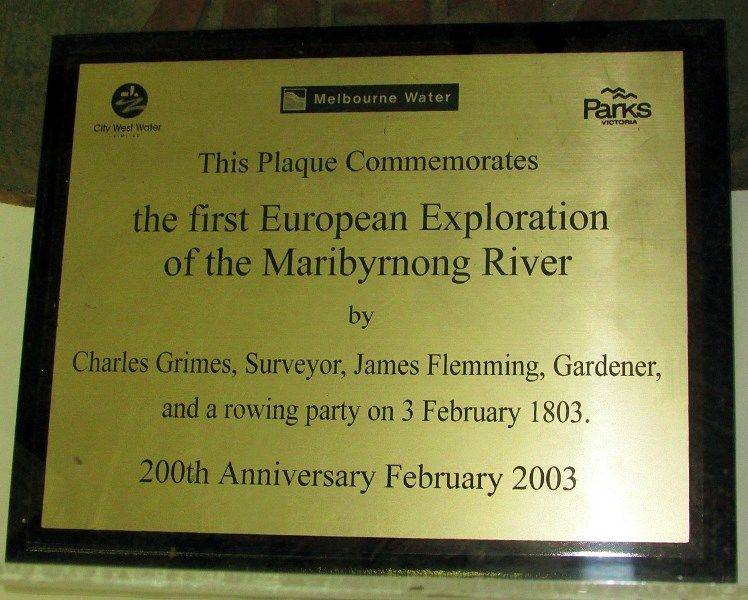 City West Water
LIMITED
Melbourne Water
Parks
VICTORIA
This Plaque Commemorates
the first European Exploration
of the Maribyrnong River
by
Charles Grimes, Surveyor, James Flemming, Gardener,
and a rowing party on 3 February 1803.
200th Anniversary February 2003